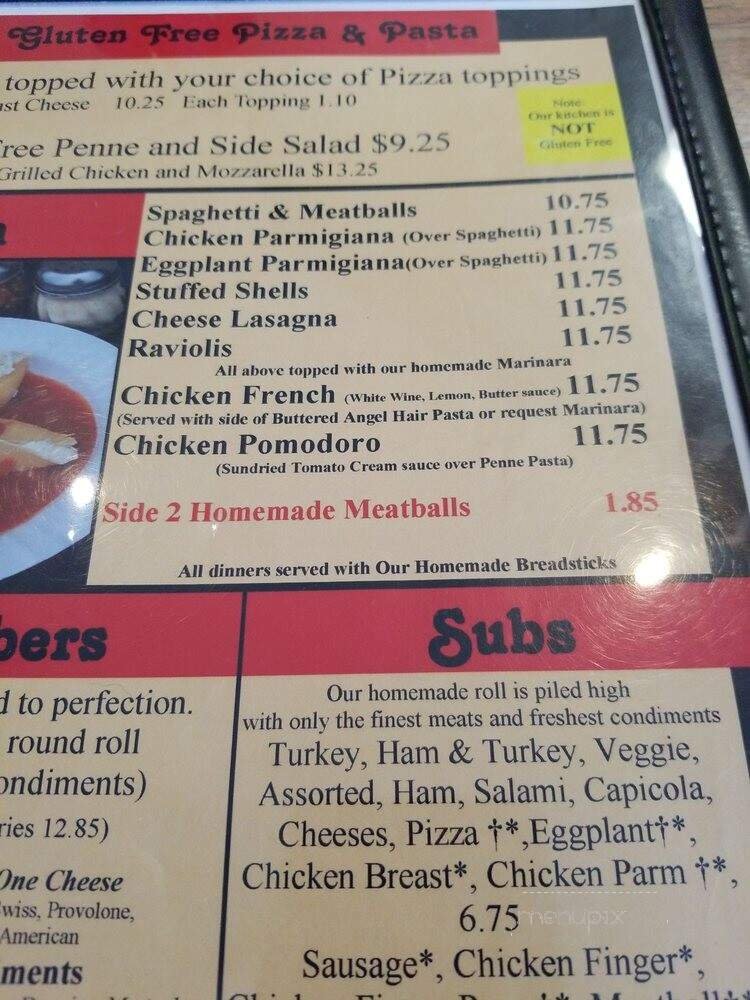 Gluten Free Pizza & Pasta
topped with your choice of Pizza toppings
Cheese 10.25 Each Topping 1.10
Note:
Our kitchen is
NOT
Gluten Free
Free Penne and Side Salad $9.25
Grilled Chicken and Mozzarella $13.25
Spaghetti & Meatballs 10.75
Chicken Parmigiana (Over Spaghetti) 11.75
Eggplant Parmigiana(Over Spaghetti) 11.75
Stuffed Shells 11.75
Cheese Lasagna 11.75
Raviolis 11.75
All above topped with our homemade Marinara
Chicken French (White Wine, Lemon, Butter sauce) 11.75
(Served with side of Buttered Angel Hair Pasta or request Marinara)
Chicken Pomodoro 11.75
(Sundried Tomato Cream sauce over Penne Pasta)
Side 2 Homemade Meatballs 1.85
All dinners served with Our Homemade Breadsticks
bers
d to perfection.
round roll
ondiments)
ries 12.85)
One Cheese
wiss, Provolone,
American
ments
Subs
Our homemade roll is piled high
with only the finest meats and freshest condiments
Turkey, Ham & Turkey, Veggie,
Assorted, Ham, Salami, Capicola,
Cheeses, Pizza †*,Eggplant†*,
Chicken Breast*, Chicken Parm †*,
6.75
menupix
Sausage*, Chicken Finger*,